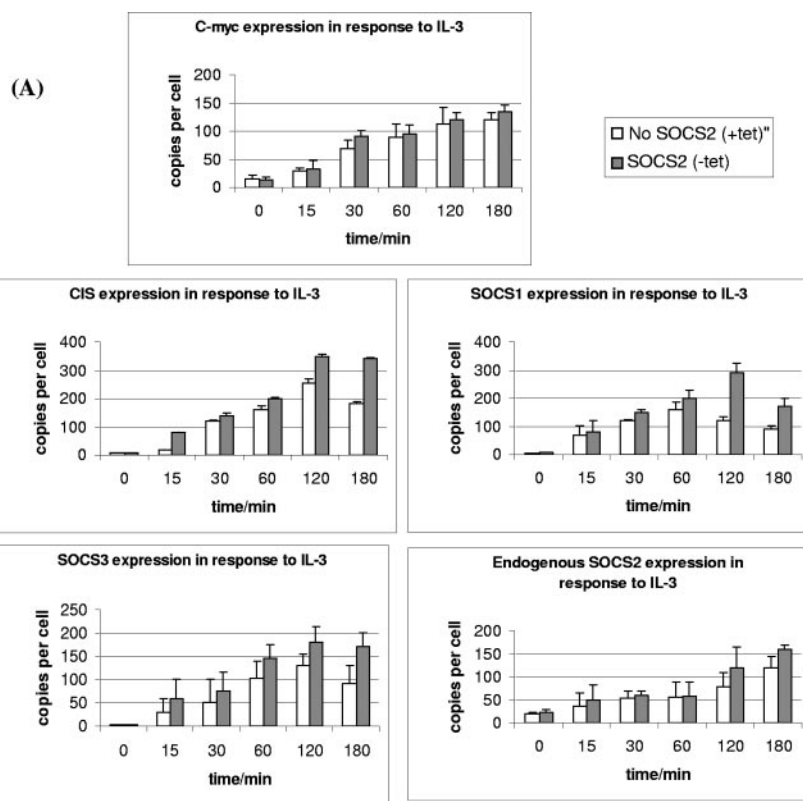 C-myc expression in response to IL-3
(A)
copies per cell
200
150
100
50
0
0 15 30 60 120 180
time/min
No SOCS2 (+tet)"
SOCS2 (-tet)
CIS expression in response to IL-3
copies per cell
400
300
200
100
0
0 15 30 60 120 180
time/min
SOCS1 expression in response to IL-3
copies per cell
400
300
200
100
0
0 15 30 60 120 180
time/min
SOCS3 expression in response to IL-3
copies per cell
250
200
150
100
50
0
0 15 30 60 120 180
time/min
Endogenous SOCS2 expression in
response to IL-3
copies per cell
200
150
100
50
0
0 15 30 60 120 180
time/min